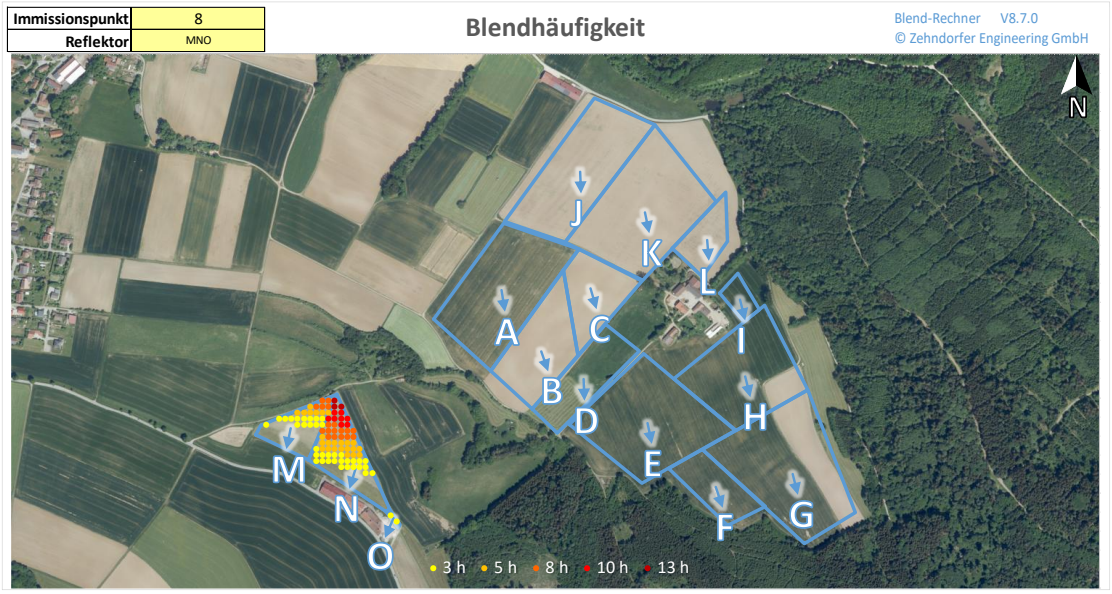 Immissionspunkt 8
Reflektor MNO
Blendhäufigkeit
Blend-Rechner V8.7.0
© Zehndorfer Engineering GmbH
N
J
K
L
A
C
I
B
D
H
E
M
N
F
G
O
3 h 5 h 8 h 10 h 13 h